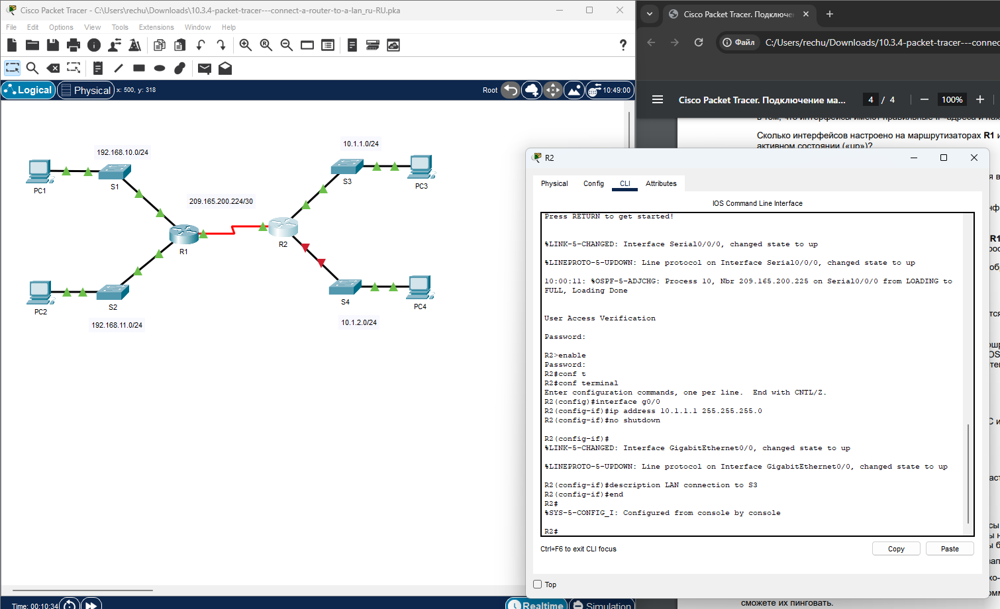 Cisco Packet Tracer - C:\Users\rechu\Downloads\10.3.4-packet-tracer---connect-a-router-to-a-lan_ru-RU.pka
File Edit Options View Tools Extensions Window Help
Logical Physical x: 500, y: 318 Root 10:49:00
192.168.10.0/24
10.1.1.0/24
PC1
S1
S3
PC3
209.165.200.224/30
R1
R2
PC2
S2
S4
PC4
192.168.11.0/24
10.1.2.0/24
Time: 00:10:34
Realtime Simulation
Cisco Packet Tracer. Подключе
Файл C:/Users/rechu/Downloads/10.3.4-packet-tracer---connec
Cisco Packet Tracer. Подключение ма... 4 / 4 100%
Сколько интерфейсов настроено на маршрутизаторах R1 и
активном состоянии («up»)?
R2
Physical Config CLI Attributes
IOS Command Line Interface
Press RETURN to get started!
%LINK-5-CHANGED: Interface Serial0/0/0, changed state to up
%LINEPROTO-5-UPDOWN: Line protocol on Interface Serial0/0/0, changed state to up
10:00:11: %OSPF-5-ADJCHG: Process 10, Nbr 209.165.200.225 on Serial0/0/0 from LOADING to
FULL, Loading Done
User Access Verification
Password:
R2>enable
Password:
R2#conf t
R2#conf terminal
Enter configuration commands, one per line.  End with CNTL/Z.
R2(config)#interface g0/0
R2(config-if)#ip address 10.1.1.1 255.255.255.0
R2(config-if)#no shutdown
R2(config-if)#
%LINK-5-CHANGED: Interface GigabitEthernet0/0, changed state to up
%LINEPROTO-5-UPDOWN: Line protocol on Interface GigabitEthernet0/0, changed state to up
R2(config-if)#description LAN connection to S3
R2(config-if)#end
R2#
%SYS-5-CONFIG_I: Configured from console by console
R2#
Ctrl+F6 to exit CLI focus
Copy Paste
Top
R1
сможете их пинговать.